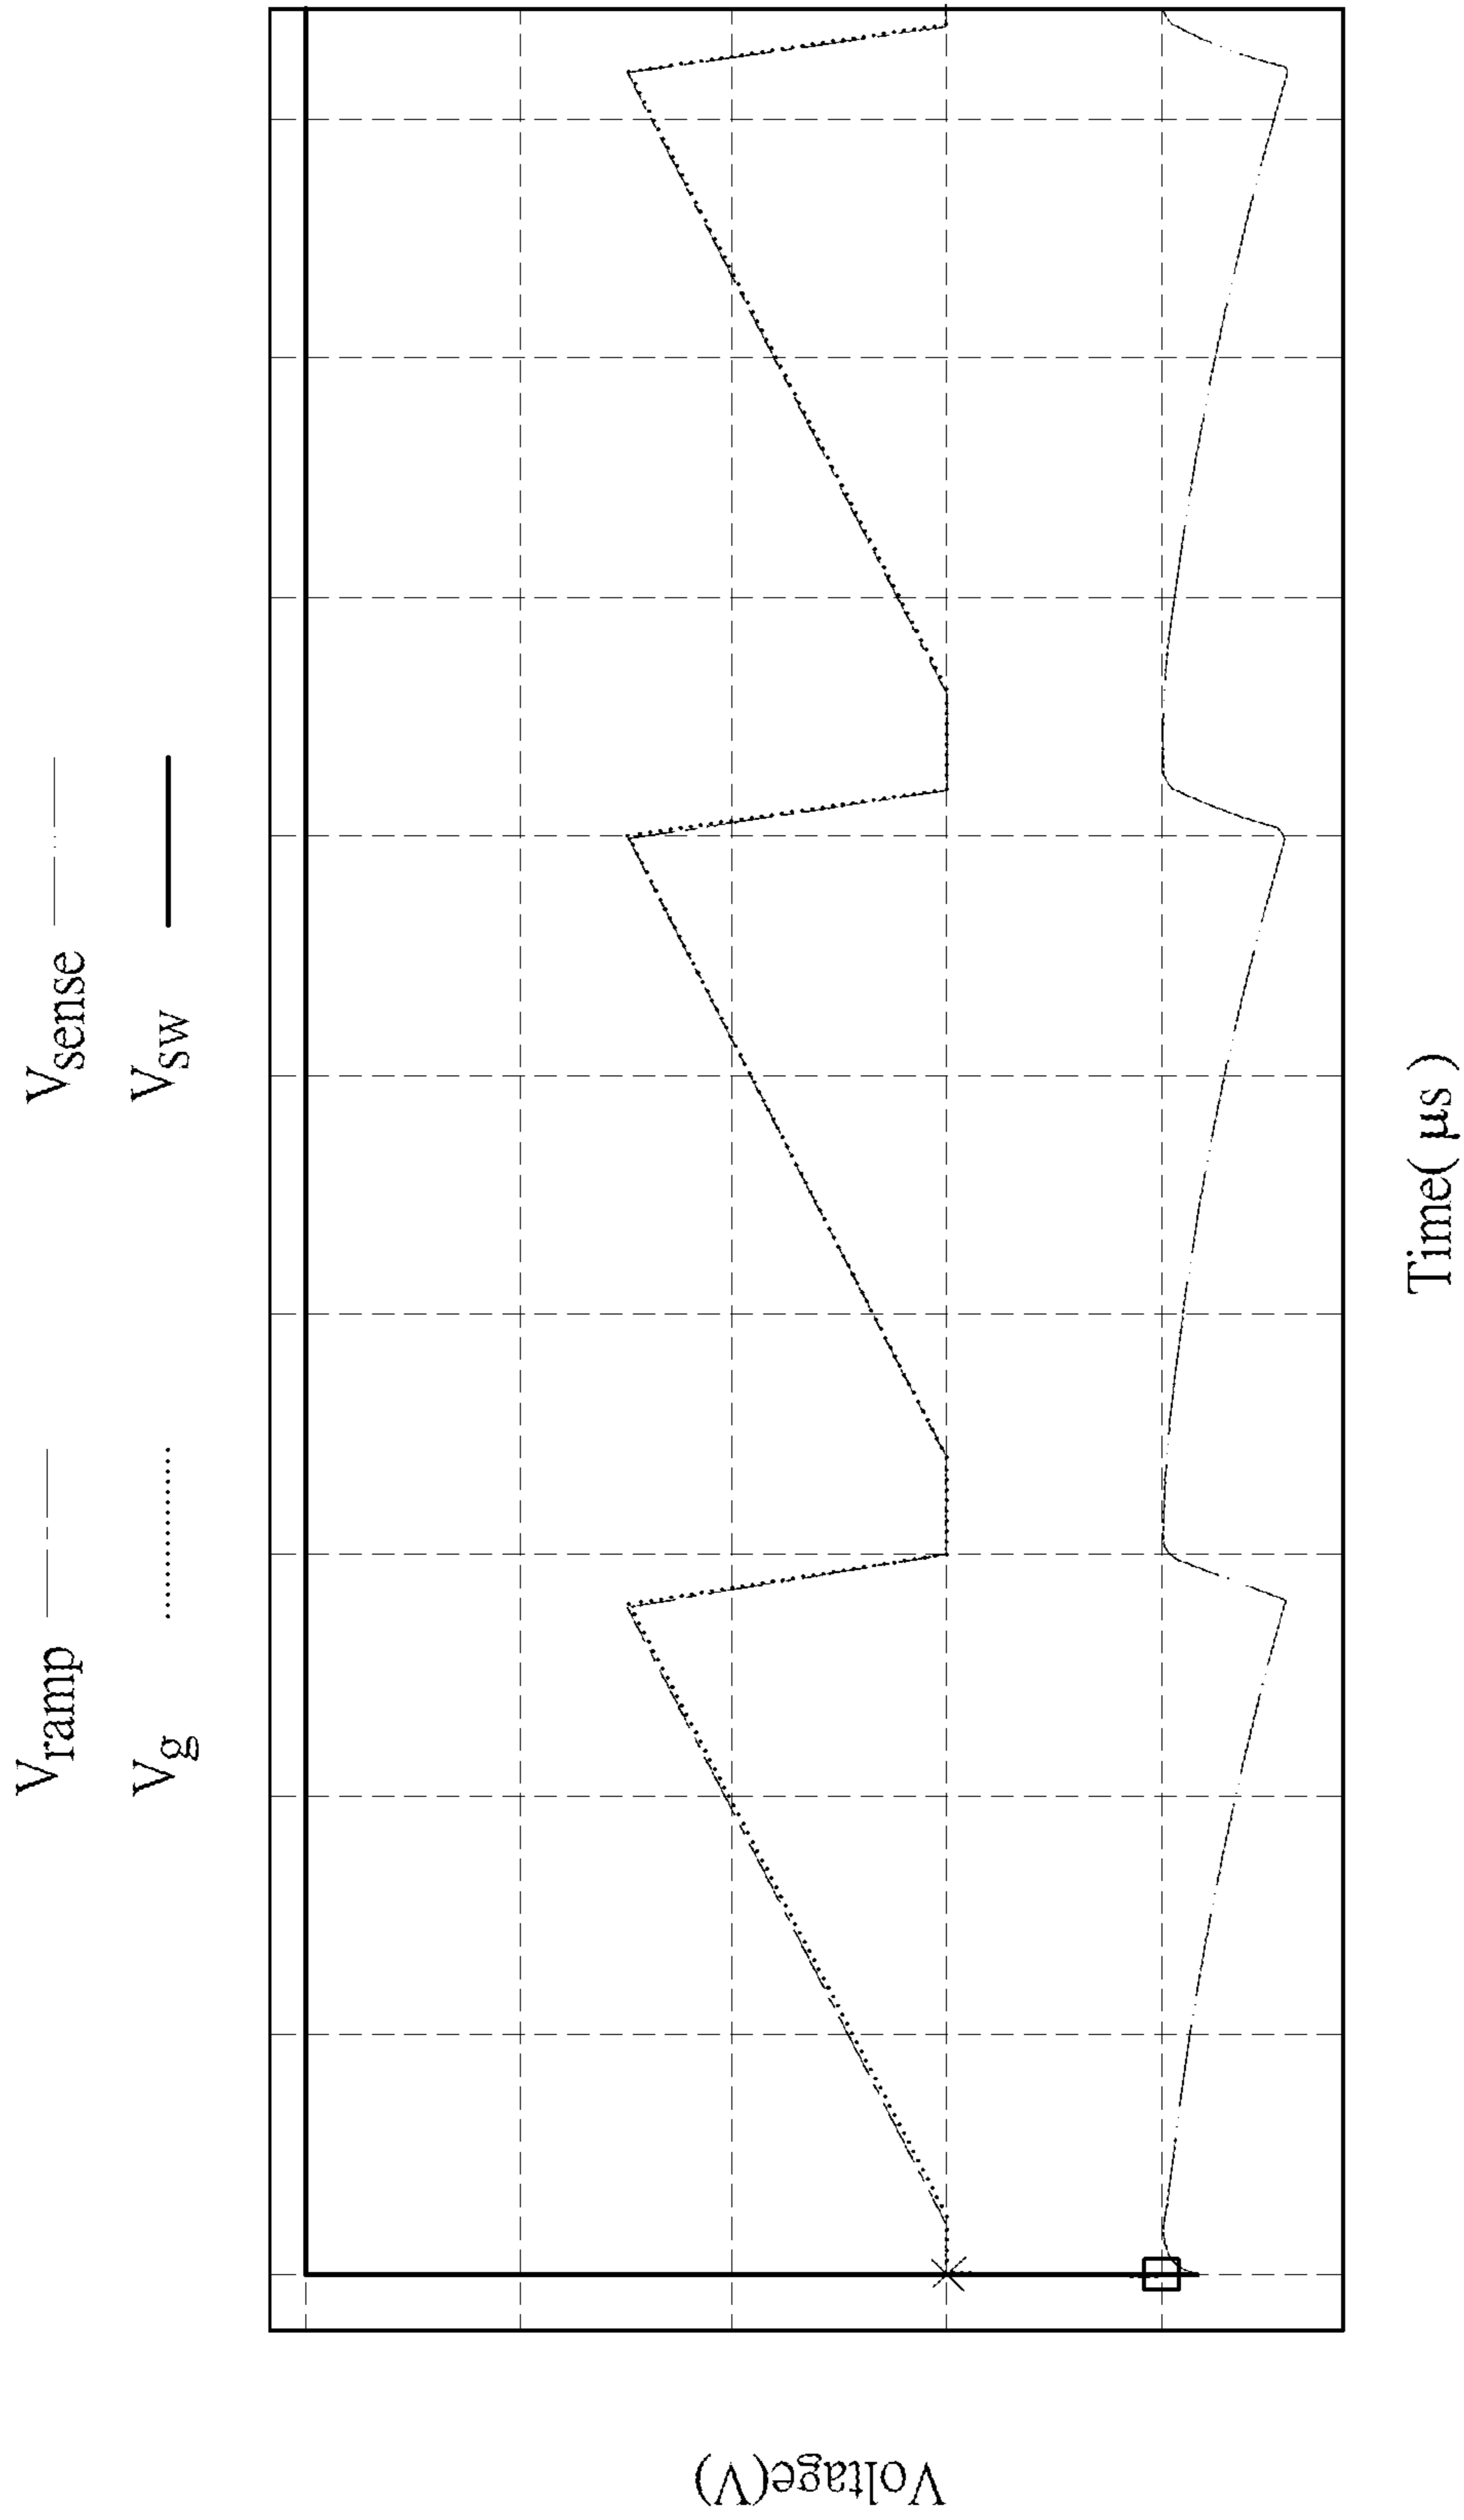 Vramp
Vsense
Vg
Vsw
Voltage(V)
Time( μs )